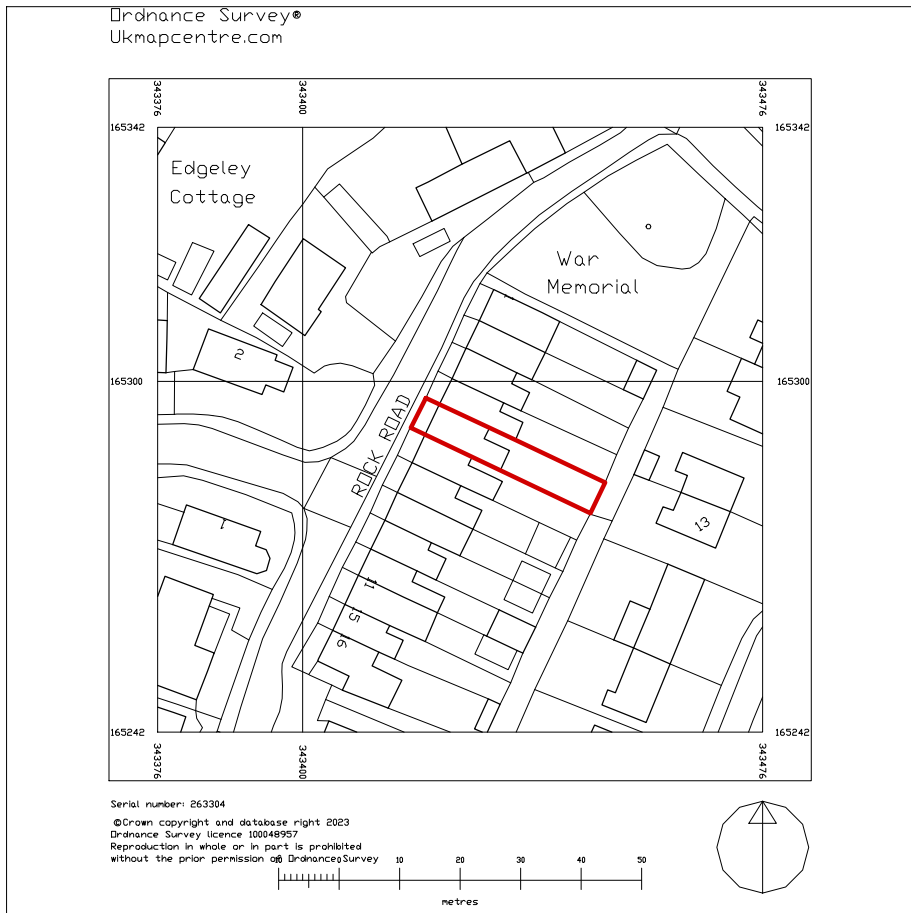 Ordnance Survey®
Ukmapcentre.com
343376
343400
343476
165342
165342
Edgeley
Cottage
War
Memorial
1
2
165300
165300
ROCK ROAD
13
1
11
15
16
165242
165242
343376
343400
343476
Serial number: 263304
©Crown copyright and database right 2023
Ordnance Survey licence 100048957
Reproduction in whole or in part is prohibited
without the prior permission of Ordnance Survey
0 10 20 30 40 50
metres